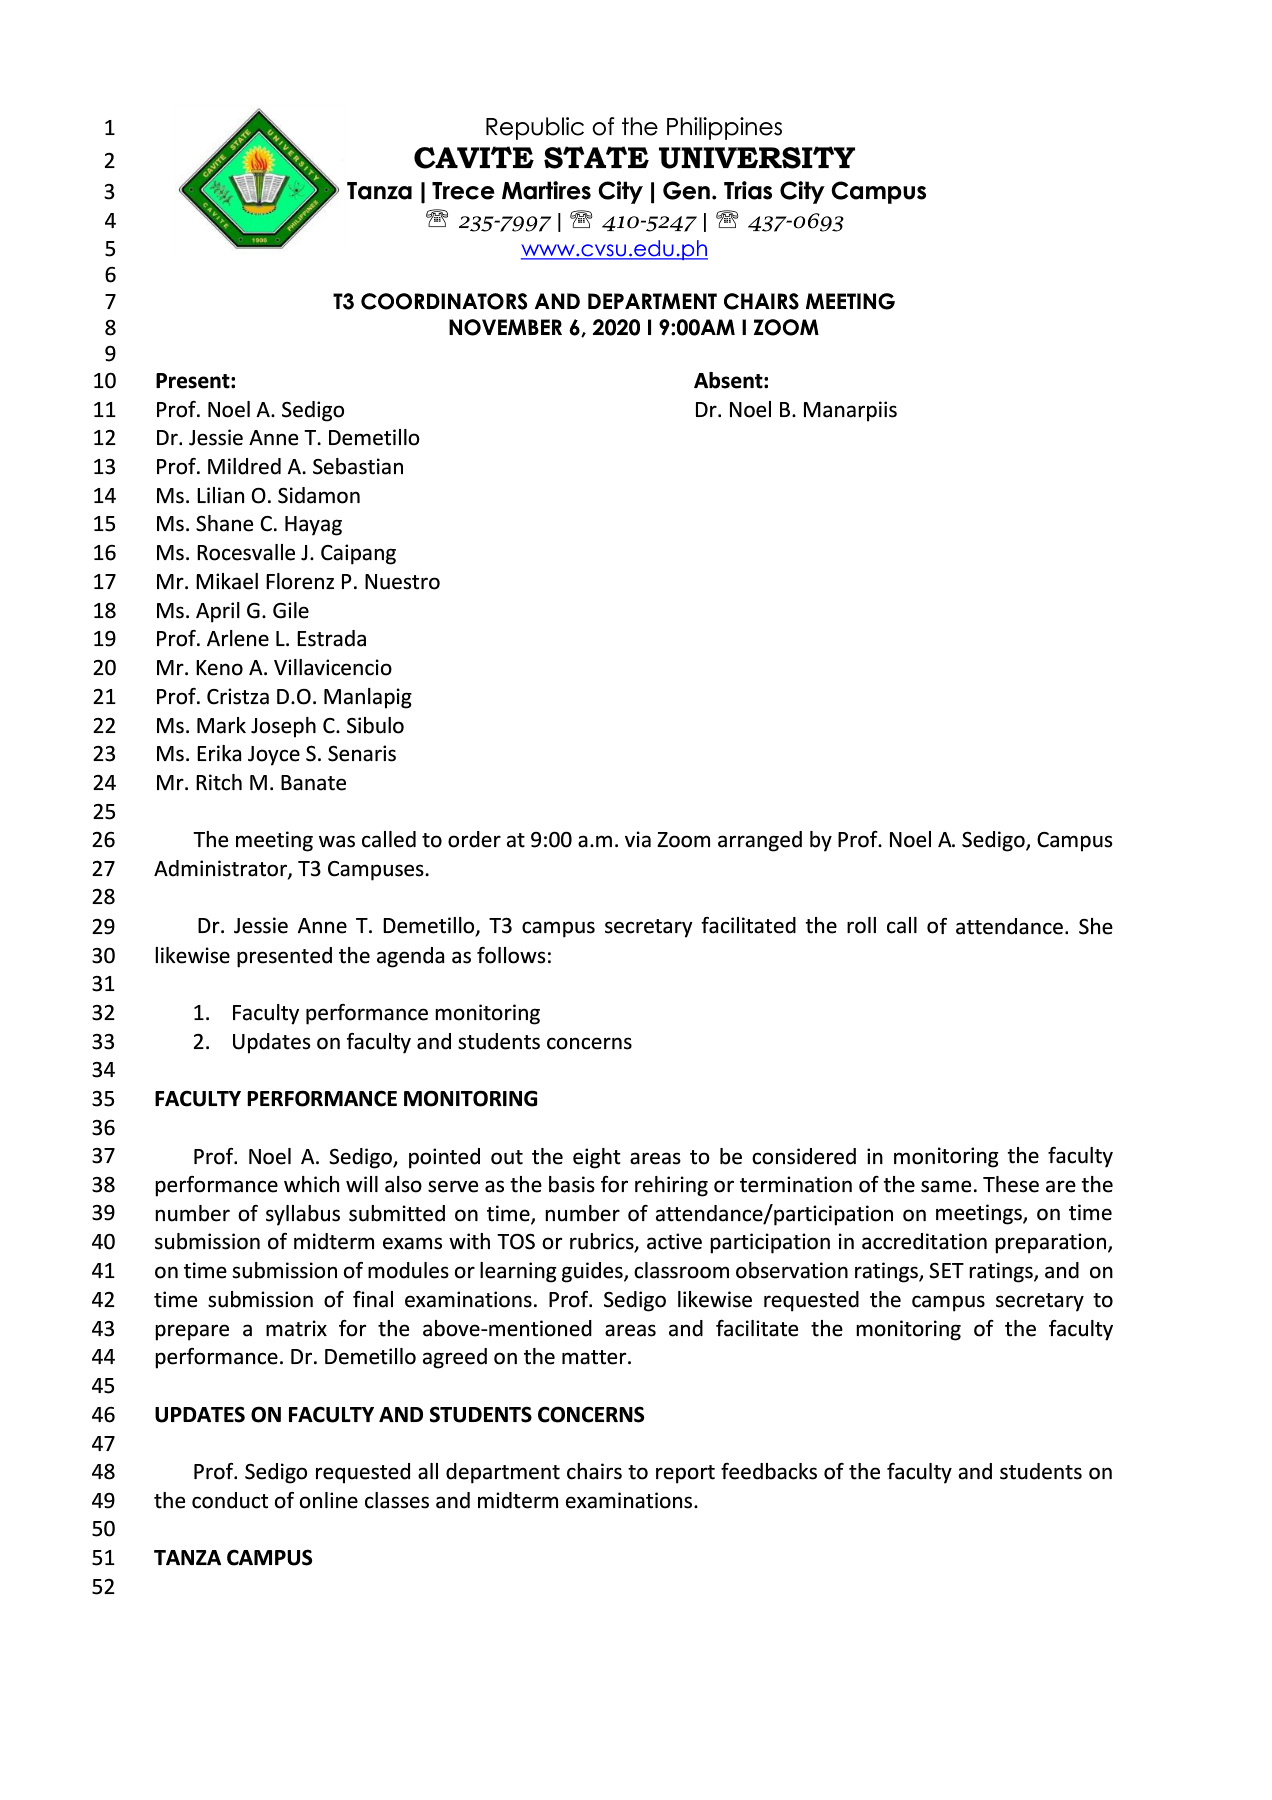 1 Republic of the Philippines
2 CAVITE STATE UNIVERSITY
3 Tanza | Trece Martires City | Gen. Trias City Campus
4 ☏ 235-7997 | ☏ 410-5247 | ☏ 437-0693
5 www.cvsu.edu.ph
6
7 T3 COORDINATORS AND DEPARTMENT CHAIRS MEETING
8 NOVEMBER 6, 2020 I 9:00AM I ZOOM
9
10 Present: Absent:
11 Prof. Noel A. Sedigo Dr. Noel B. Manarpiis
12 Dr. Jessie Anne T. Demetillo
13 Prof. Mildred A. Sebastian
14 Ms. Lilian O. Sidamon
15 Ms. Shane C. Hayag
16 Ms. Rocesvalle J. Caipang
17 Mr. Mikael Florenz P. Nuestro
18 Ms. April G. Gile
19 Prof. Arlene L. Estrada
20 Mr. Keno A. Villavicencio
21 Prof. Cristza D.O. Manlapig
22 Ms. Mark Joseph C. Sibulo
23 Ms. Erika Joyce S. Senaris
24 Mr. Ritch M. Banate
25
26 The meeting was called to order at 9:00 a.m. via Zoom arranged by Prof. Noel A. Sedigo, Campus
27 Administrator, T3 Campuses.
28
29 Dr. Jessie Anne T. Demetillo, T3 campus secretary facilitated the roll call of attendance. She
30 likewise presented the agenda as follows:
31
32 1. Faculty performance monitoring
33 2. Updates on faculty and students concerns
34
35 FACULTY PERFORMANCE MONITORING
36
37 Prof. Noel A. Sedigo, pointed out the eight areas to be considered in monitoring the faculty
38 performance which will also serve as the basis for rehiring or termination of the same. These are the
39 number of syllabus submitted on time, number of attendance/participation on meetings, on time
40 submission of midterm exams with TOS or rubrics, active participation in accreditation preparation,
41 on time submission of modules or learning guides, classroom observation ratings, SET ratings, and on
42 time submission of final examinations. Prof. Sedigo likewise requested the campus secretary to
43 prepare a matrix for the above-mentioned areas and facilitate the monitoring of the faculty
44 performance. Dr. Demetillo agreed on the matter.
45
46 UPDATES ON FACULTY AND STUDENTS CONCERNS
47
48 Prof. Sedigo requested all department chairs to report feedbacks of the faculty and students on
49 the conduct of online classes and midterm examinations.
50
51 TANZA CAMPUS
52
CAVITE STATE UNIVERSITY
CAVITE PHILIPPINES
1906